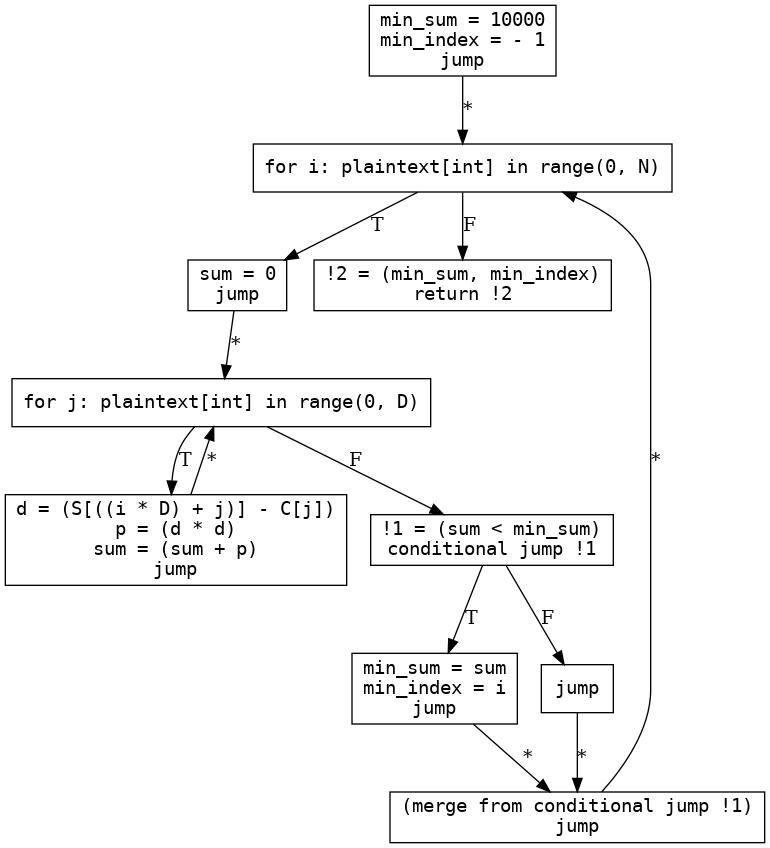 min_sum = 10000
min_index = - 1
jump
*
for i: plaintext[int] in range(0, N)
T
F
sum = 0
jump
!2 = (min_sum, min_index)
return !2
*
for j: plaintext[int] in range(0, D)
T
*
F
*
d = (S[((i * D) + j)] - C[j])
p = (d * d)
sum = (sum + p)
jump
!1 = (sum < min_sum)
conditional jump !1
T
F
min_sum = sum
min_index = i
jump
jump
*
*
(merge from conditional jump !1)
jump